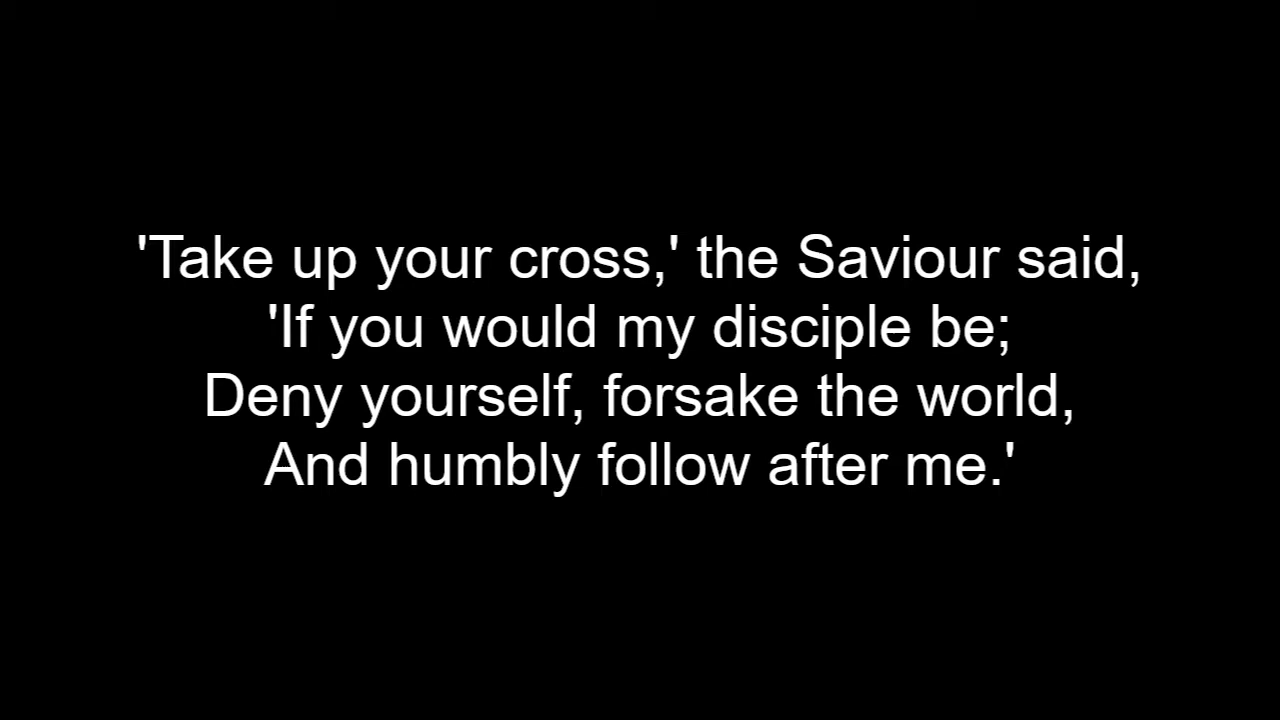 'Take up your cross,' the Saviour said,
'If you would my disciple be;
Deny yourself, forsake the world,
And humbly follow after me.'